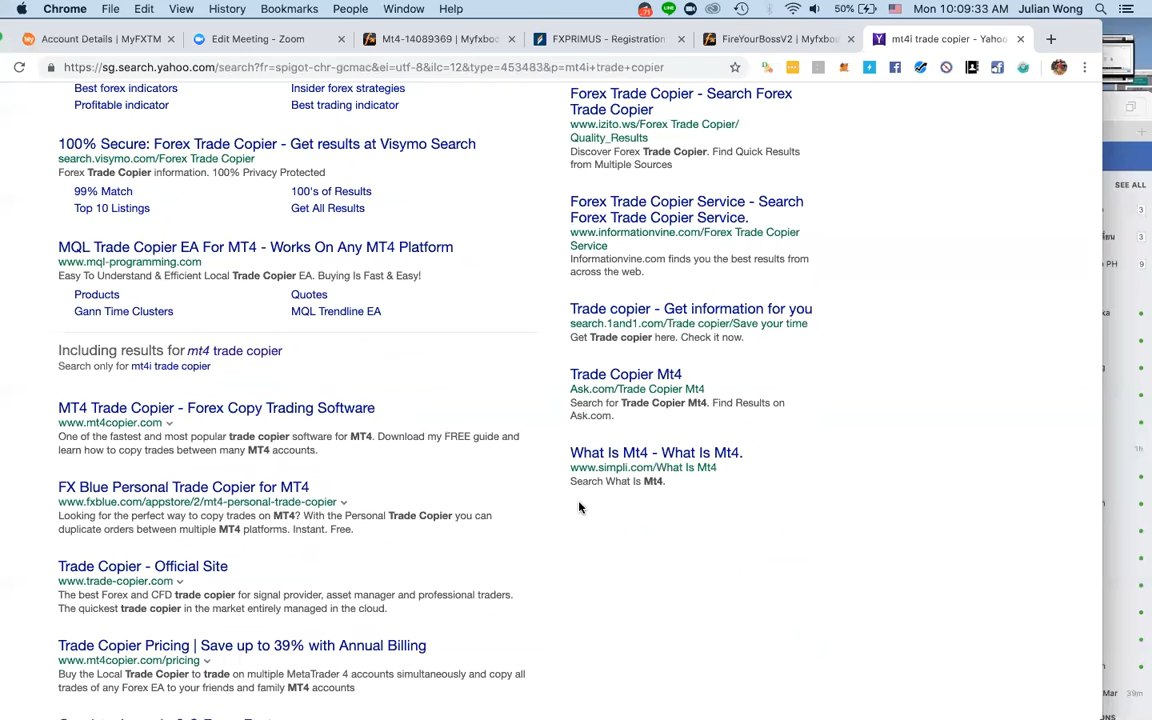 Chrome File Edit View History Bookmarks People Window Help
71
50% Mon 10:09:33 AM Julian Wong
Account Details | MyFXTM
Edit Meeting - Zoom
Mt4-14089369 | Myfxbo
FXPRIMUS - Registration
FireYourBossV2 | Myfxbo
mt4i trade copier - Yahoo
https://sg.search.yahoo.com/search?fr=spigot-chr-gcmac&ei=utf-8&ilc=12&type=453483&p=mt4i+trade+copier
Best forex indicators
Insider forex strategies
Profitable indicator
Best trading indicator
100% Secure: Forex Trade Copier - Get results at Visymo Search
search.visymo.com/Forex Trade Copier
Forex Trade Copier information. 100% Privacy Protected
99% Match
100's of Results
Top 10 Listings
Get All Results
MQL Trade Copier EA For MT4 - Works On Any MT4 Platform
www.mql-programming.com
Easy To Understand & Efficient Local Trade Copier EA. Buying Is Fast & Easy!
Products
Quotes
Gann Time Clusters
MQL Trendline EA
Including results for mt4 trade copier
Search only for mt4i trade copier
MT4 Trade Copier - Forex Copy Trading Software
www.mt4copier.com
One of the fastest and most popular trade copier software for MT4. Download my FREE guide and
learn how to copy trades between many MT4 accounts.
FX Blue Personal Trade Copier for MT4
www.fxblue.com/appstore/2/mt4-personal-trade-copier
Looking for the perfect way to copy trades on MT4? With the Personal Trade Copier you can
duplicate orders between multiple MT4 platforms. Instant. Free.
Trade Copier - Official Site
www.trade-copier.com
The best Forex and CFD trade copier for signal provider, asset manager and professional traders.
The quickest trade copier in the market entirely managed in the cloud.
Trade Copier Pricing | Save up to 39% with Annual Billing
www.mt4copier.com/pricing
Buy the Local Trade Copier to trade on multiple MetaTrader 4 accounts simultaneously and copy all
trades of any Forex EA to your friends and family MT4 accounts
Forex Trade Copier - Search Forex
Trade Copier
www.izito.ws/Forex Trade Copier/
Quality_Results
Discover Forex Trade Copier. Find Quick Results
from Multiple Sources
Forex Trade Copier Service - Search
Forex Trade Copier Service.
www.informationvine.com/Forex Trade Copier
Service
Informationvine.com finds you the best results from
across the web.
Trade copier - Get information for you
search.1and1.com/Trade copier/Save your time
Get Trade copier here. Check it now.
Trade Copier Mt4
Ask.com/Trade Copier Mt4
Search for Trade Copier Mt4. Find Results on
Ask.com.
What Is Mt4 - What Is Mt4.
www.simpli.com/What Is Mt4
Search What Is Mt4.
SEE ALL
3
3
PH 9
1h
Mar 39m